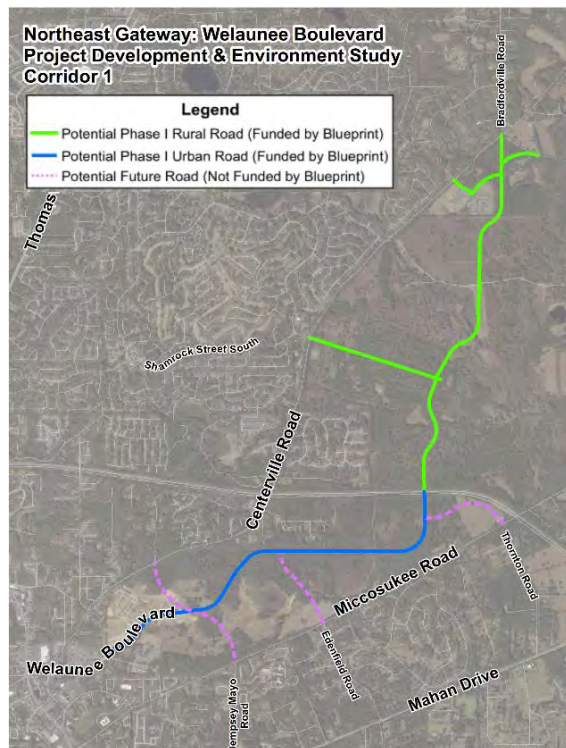 Northeast Gateway: Welaunee Boulevard
Project Development & Environment Study
Corridor 1
Legend
Potential Phase I Rural Road (Funded by Blueprint)
Potential Phase I Urban Road (Funded by Blueprint)
Potential Future Road (Not Funded by Blueprint)
Bradfordville Road
Thomas
Shamrock Street South
Centerville Road
Miccosukee Road
Thornton Road
Welaunee Boulevard
Edenfield Road
Dempsey Mayo
Road
Mahan Drive